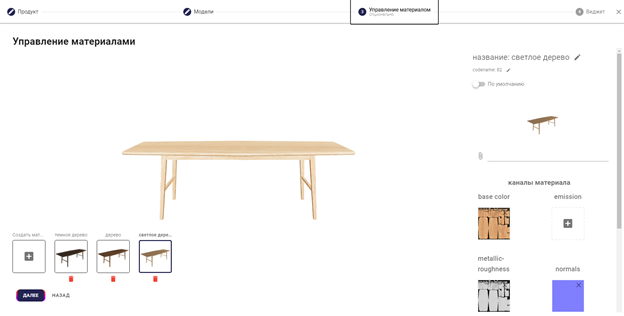 Продукт
Модели
3 Управление материалом
Опционально
4 Виджет
Управление материалами
название: светлое дерево
codename: 92
По умолчанию
каналы материала
base color
emission
metallic-
roughness
normals
Создать мат...
темное дерево
дерево
светлое дере...
ДАЛЕЕ
НАЗАД